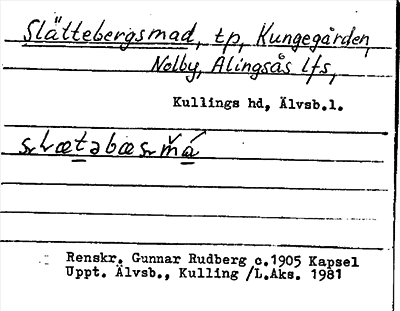 Slättebergsmad, tp, Kungegården,
Nolby, Alingsås lfs,
Kullings hd, Älvsb.l.
Renskr. Gunnar Rudberg c.1905 Kapsel
Uppt. Älvsb., Kulling /L.Aks. 1981